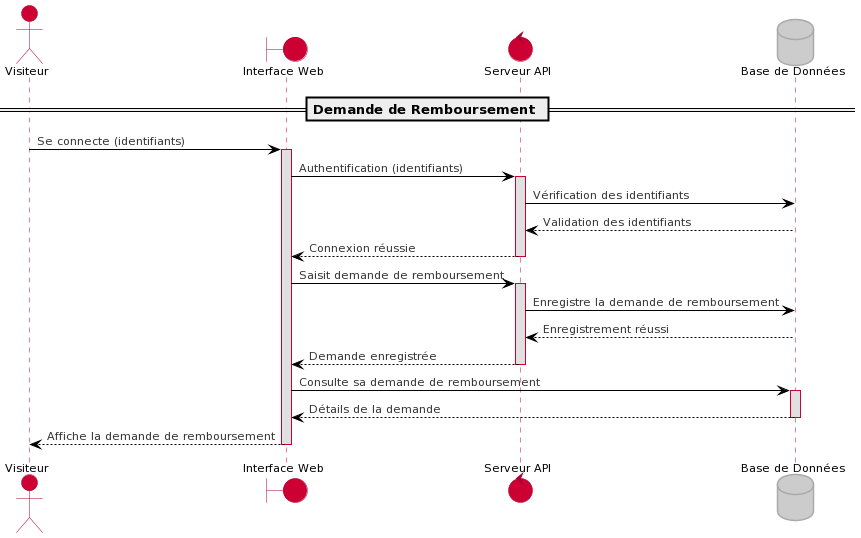 Visiteur
Interface Web
Serveur API
Base de Données
Demande de Remboursement
Se connecte (identifiants)
Authentification (identifiants)
Vérification des identifiants
Validation des identifiants
Connexion réussie
Saisit demande de remboursement
Enregistre la demande de remboursement
Enregistrement réussi
Demande enregistrée
Consulte sa demande de remboursement
Détails de la demande
Affiche la demande de remboursement
Visiteur
Interface Web
Serveur API
Base de Données